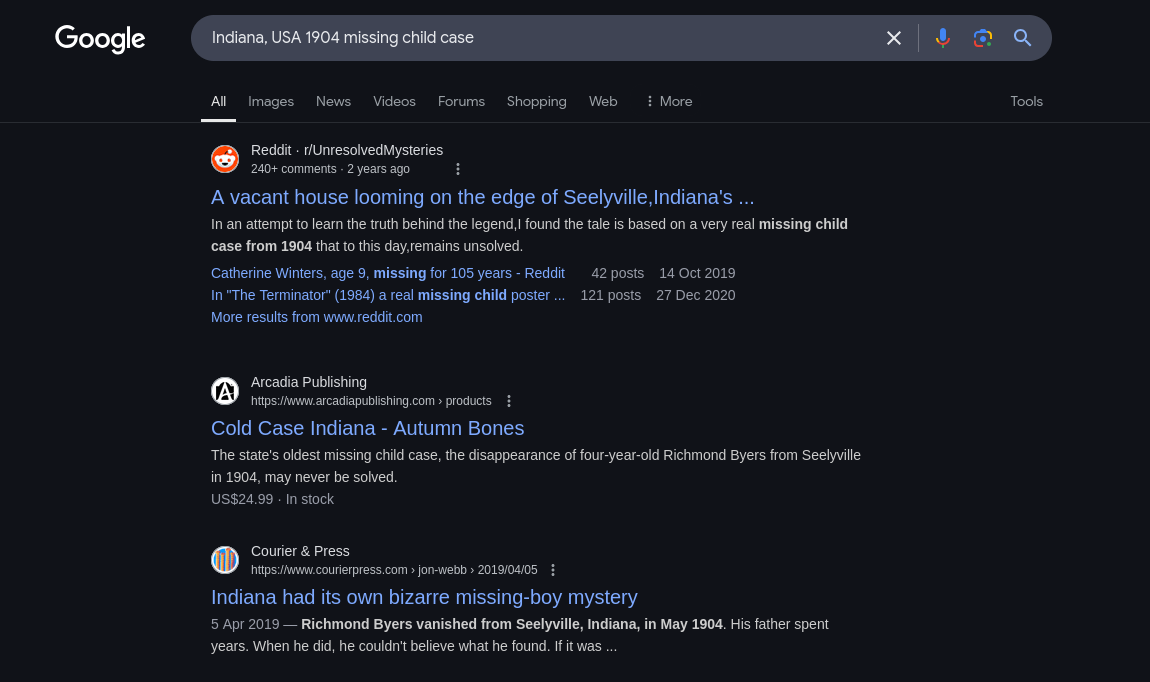 Google
Indiana, USA 1904 missing child case
All Images News Videos Forums Shopping Web More Tools
Reddit · r/UnresolvedMysteries
240+ comments · 2 years ago
A vacant house looming on the edge of Seelyville,Indiana's ...
In an attempt to learn the truth behind the legend,I found the tale is based on a very real missing child
case from 1904 that to this day,remains unsolved.
Catherine Winters, age 9, missing for 105 years - Reddit 42 posts 14 Oct 2019
In "The Terminator" (1984) a real missing child poster ... 121 posts 27 Dec 2020
More results from www.reddit.com
Arcadia Publishing
https://www.arcadiapublishing.com › products
Cold Case Indiana - Autumn Bones
The state's oldest missing child case, the disappearance of four-year-old Richmond Byers from Seelyville
in 1904, may never be solved.
US$24.99 · In stock
Courier & Press
https://www.courierpress.com › jon-webb › 2019/04/05
Indiana had its own bizarre missing-boy mystery
5 Apr 2019 — Richmond Byers vanished from Seelyville, Indiana, in May 1904. His father spent
years. When he did, he couldn't believe what he found. If it was ...